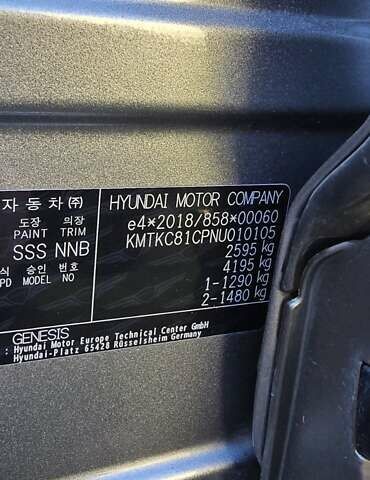 자동차㈜ HYUNDAI MOTOR COMPANY
도장 의장 e4*2018/858*00060
PAINT TRIM KMTKC81CPNU010105
SSS NNB 2595 kg
식 승인 번호 4195 kg
PD MODEL NO 1-1290 kg
2-1480 kg
GENESIS
: Hyundai Motor Europe Technical Center GmbH
Hyundai-Platz 65428 Rüsselsheim Germany